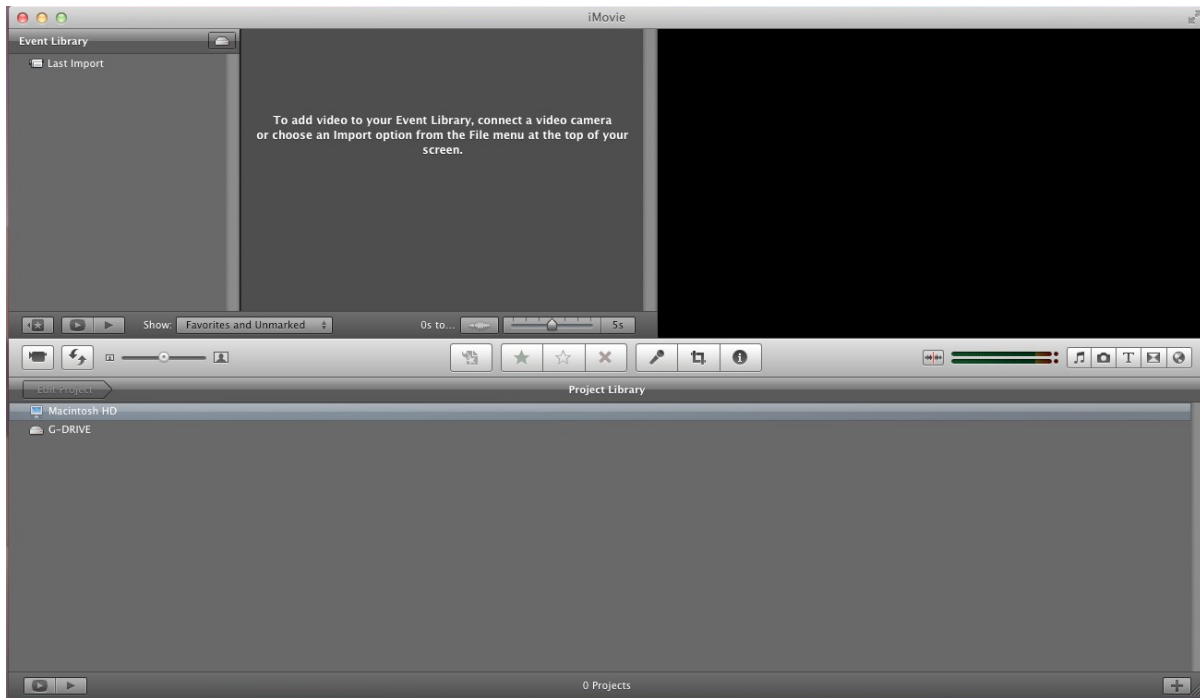 iMovie
Event Library
Last Import
To add video to your Event Library, connect a video camera
or choose an Import option from the File menu at the top of your
screen.
Show: Favorites and Unmarked
0s to...
5s
T
Edit Project
Project Library
Macintosh HD
G-DRIVE
0 Projects